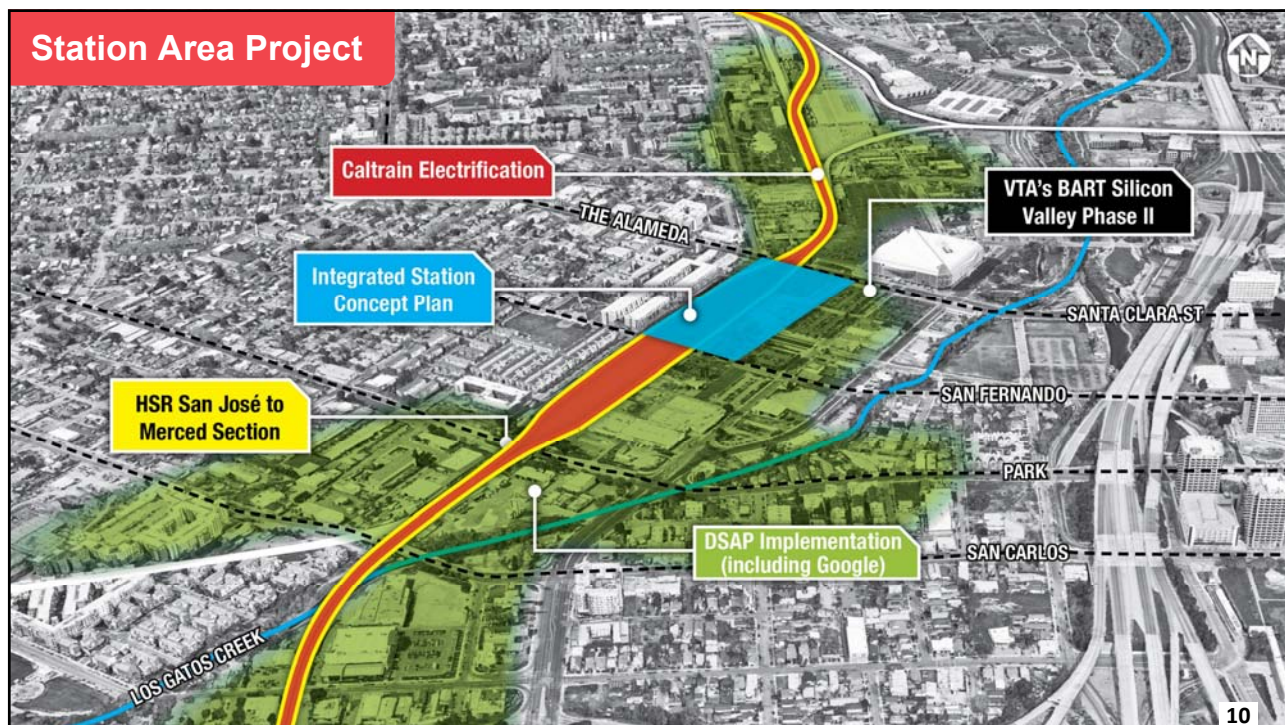 Station Area Project
N
Caltrain Electrification
THE ALAMEDA
VTA's BART Silicon
Valley Phase II
Integrated Station
Concept Plan
SANTA CLARA ST
HSR San José to
Merced Section
SAN FERNANDO
PARK
DSAP Implementation
(including Google)
SAN CARLOS
LOS GATOS CREEK
10